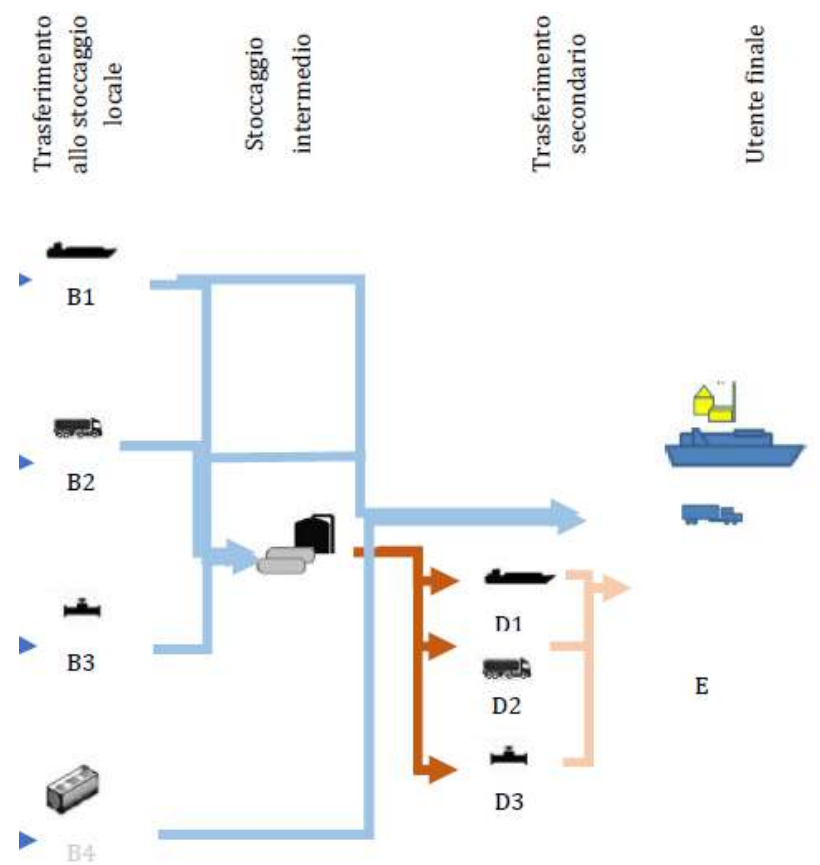 Trasferimento
allo stoccaggio
locale
Stoccaggio
intermedio
Trasferimento
secondario
Utente finale
B1
B2
B3
B4
D1
D2
D3
E